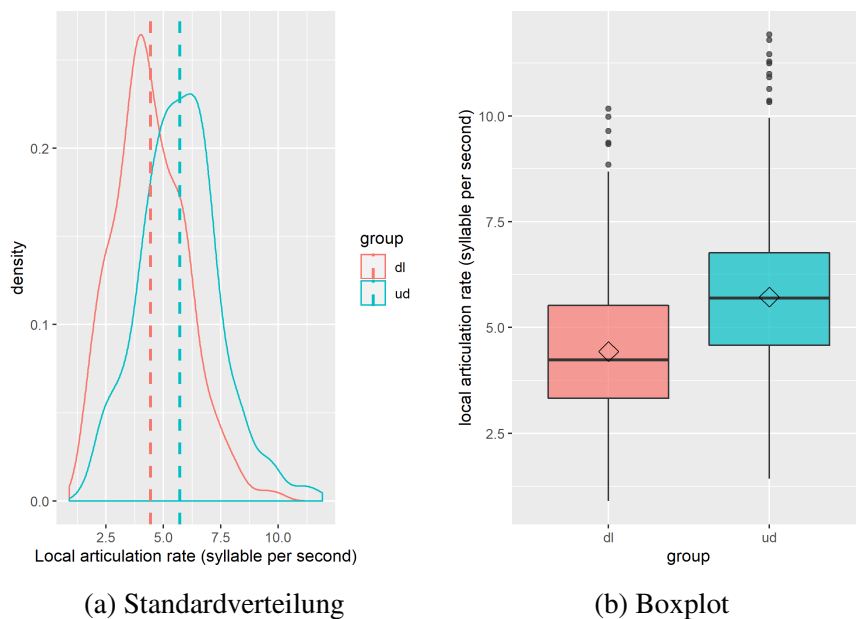 density
0.2
0.1
0.0
2.5 5.0 7.5 10.0
Local articulation rate (syllable per second)
group
dl
ud
(a) Standardverteilung
local articulation rate (syllable per second)
10.0
7.5
5.0
2.5
dl ud
group
(b) Boxplot